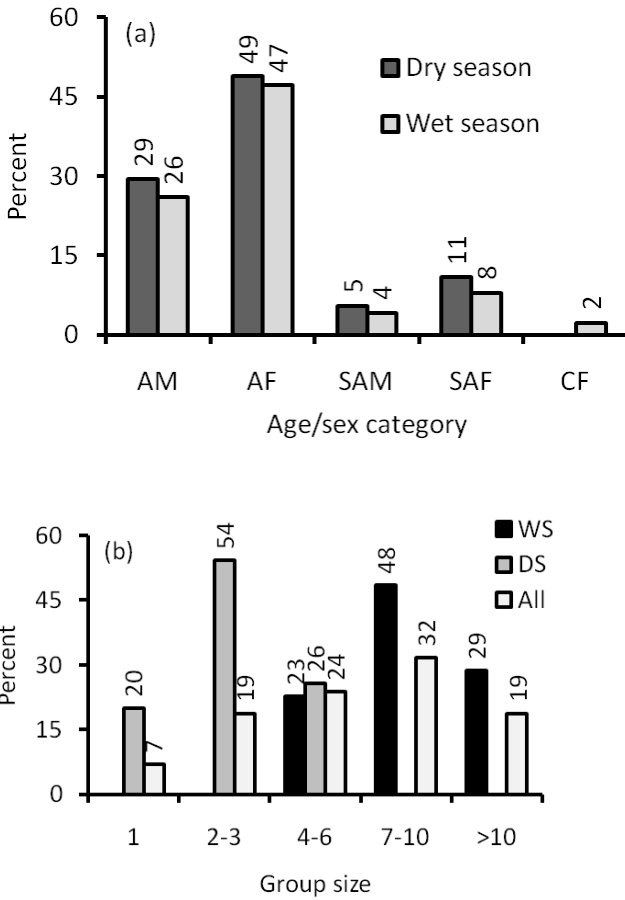 60
(a)
49
47
Dry season
45
Wet season
Percent
29
26
30
15
11
8
5
4
2
0
AM AF SAM SAF CF
Age/sex category
60
(b)
54
WS
48
DS
45
All
Percent
32
30
29
23
26
24
20
19
19
15
7
0
1 2-3 4-6 7-10 >10
Group size